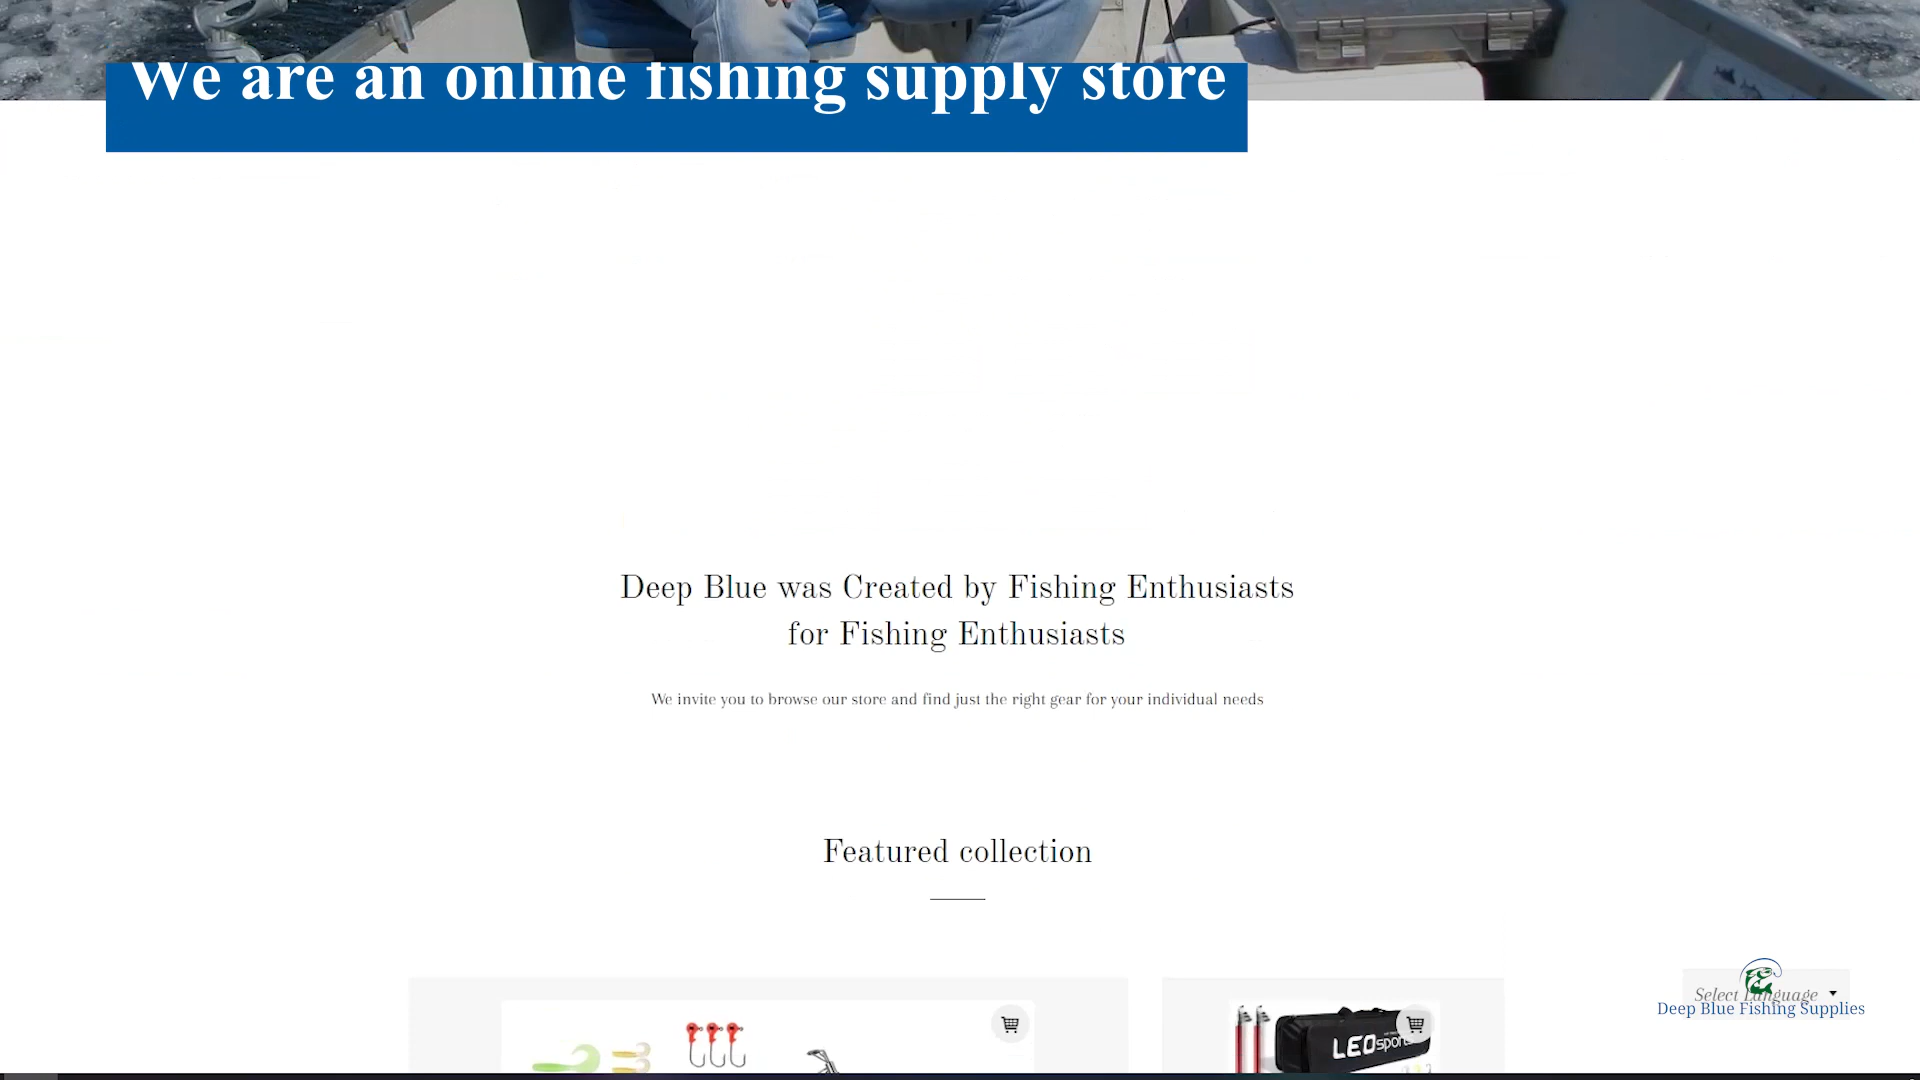 We are an online fishing supply store
Deep Blue was Created by Fishing Enthusiasts
for Fishing Enthusiasts
We invite you to browse our store and find just the right gear for your individual needs
Featured collection
LEOsport
Select Language
Deep Blue Fishing Supplies